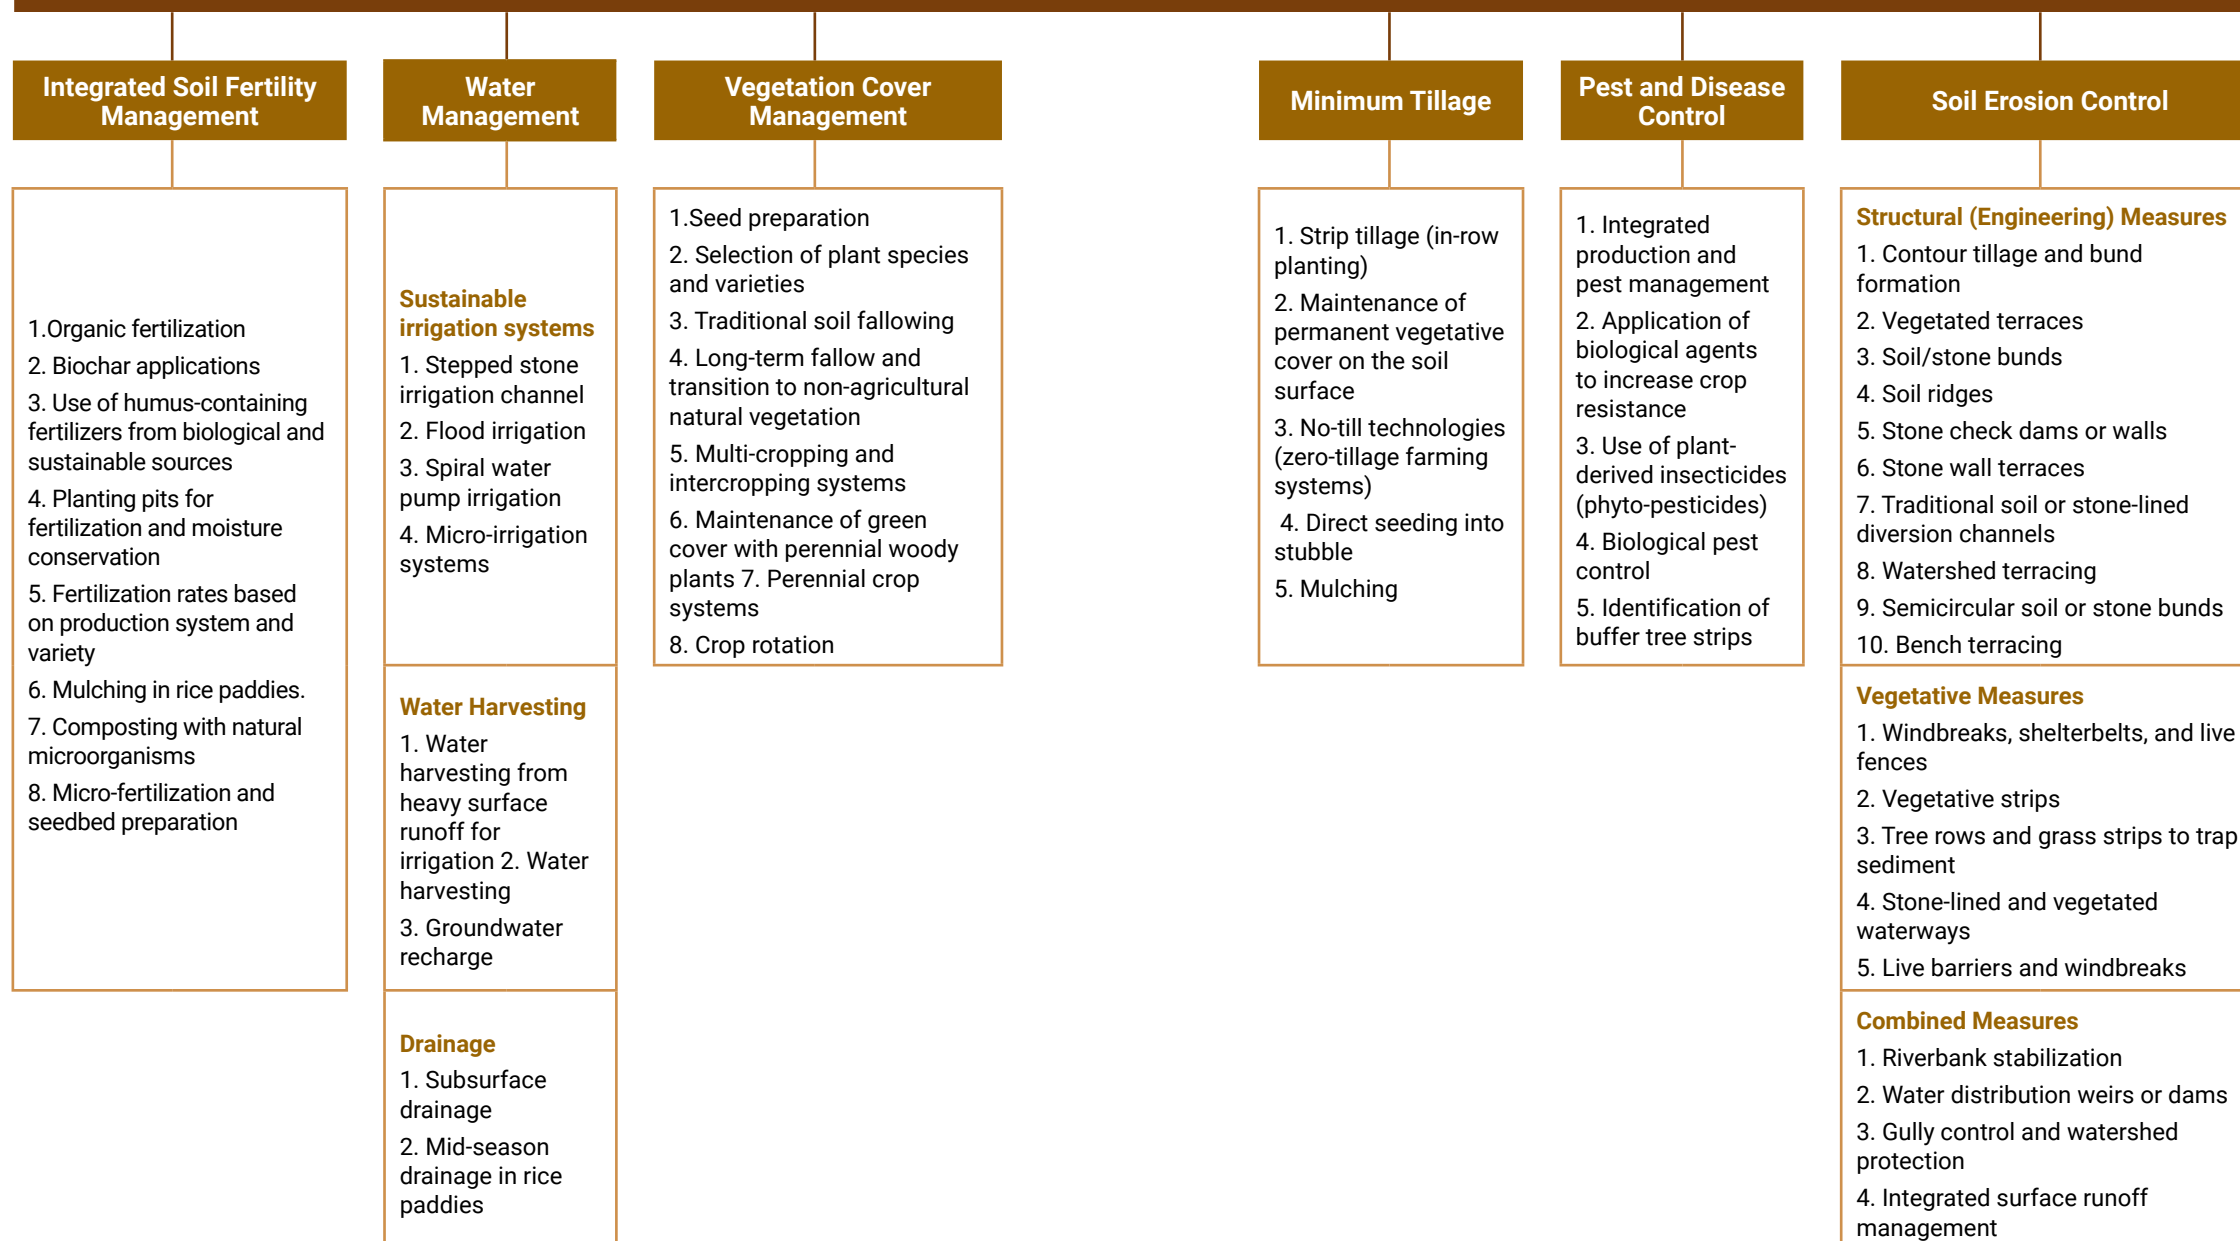 Integrated Soil Fertility
Management
1.Organic fertilization
2. Biochar applications
3. Use of humus-containing
fertilizers from biological and
sustainable sources
4. Planting pits for
fertilization and moisture
conservation
5. Fertilization rates based
on production system and
variety
6. Mulching in rice paddies.
7. Composting with natural
microorganisms
8. Micro-fertilization and
seedbed preparation
Water
Management
Sustainable
irrigation systems
1. Stepped stone
irrigation channel
2. Flood irrigation
3. Spiral water
pump irrigation
4. Micro-irrigation
systems
Water Harvesting
1. Water
harvesting from
heavy surface
runoff for
irrigation 2. Water
harvesting
3. Groundwater
recharge
Drainage
1. Subsurface
drainage
2. Mid-season
drainage in rice
paddies
Vegetation Cover
Management
1.Seed preparation
2. Selection of plant species
and varieties
3. Traditional soil fallowing
4. Long-term fallow and
transition to non-agricultural
natural vegetation
5. Multi-cropping and
intercropping systems
6. Maintenance of green
cover with perennial woody
plants 7. Perennial crop
systems
8. Crop rotation
Minimum Tillage
1. Strip tillage (in-row
planting)
2. Maintenance of
permanent vegetative
cover on the soil
surface
3. No-till technologies
(zero-tillage farming
systems)
4. Direct seeding into
stubble
5. Mulching
Pest and Disease
Control
1. Integrated
production and
pest management
2. Application of
biological agents
to increase crop
resistance
3. Use of plant-
derived insecticides
(phyto-pesticides)
4. Biological pest
control
5. Identification of
buffer tree strips
Soil Erosion Control
Structural (Engineering) Measures
1. Contour tillage and bund
formation
2. Vegetated terraces
3. Soil/stone bunds
4. Soil ridges
5. Stone check dams or walls
6. Stone wall terraces
7. Traditional soil or stone-lined
diversion channels
8. Watershed terracing
9. Semicircular soil or stone bunds
10. Bench terracing
Vegetative Measures
1. Windbreaks, shelterbelts, and live
fences
2. Vegetative strips
3. Tree rows and grass strips to trap
sediment
4. Stone-lined and vegetated
waterways
5. Live barriers and windbreaks
Combined Measures
1. Riverbank stabilization
2. Water distribution weirs or dams
3. Gully control and watershed
protection
4. Integrated surface runoff
management